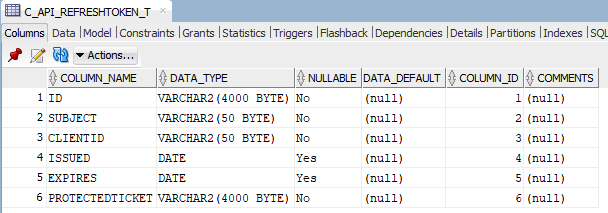 C_API_REFRESHTOKEN_T ×
Columns Data Model Constraints Grants Statistics Triggers Flashback Dependencies Details Partitions Indexes SQL
Actions...
COLUMN_NAME DATA_TYPE NULLABLE DATA_DEFAULT COLUMN_ID COMMENTS
1 ID VARCHAR2(4000 BYTE) No (null) 1 (null)
2 SUBJECT VARCHAR2(50 BYTE) No (null) 2 (null)
3 CLIENTID VARCHAR2(50 BYTE) No (null) 3 (null)
4 ISSUED DATE Yes (null) 4 (null)
5 EXPIRES DATE Yes (null) 5 (null)
6 PROTECTEDTICKET VARCHAR2(4000 BYTE) No (null) 6 (null)